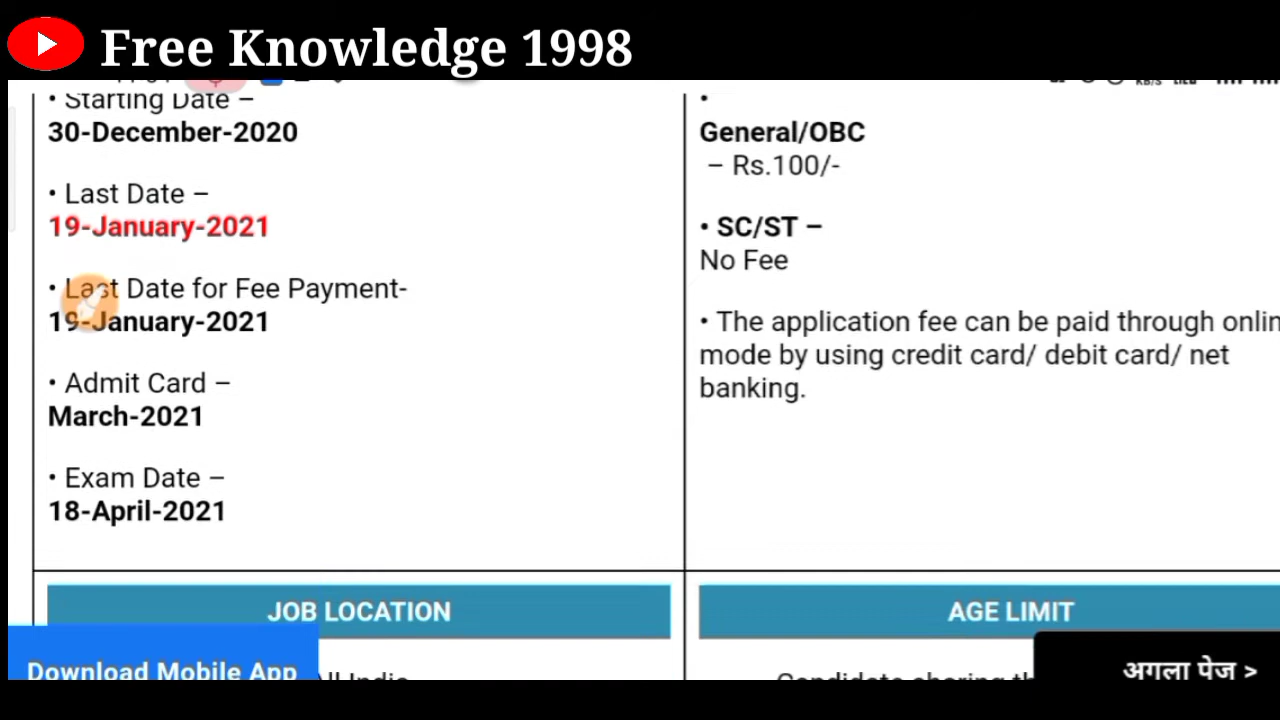 Free Knowledge 1998
• Starting Date –
30-December-2020
• Last Date –
19-January-2021
• Last Date for Fee Payment-
19-January-2021
• Admit Card –
March-2021
• Exam Date –
18-April-2021
•
General/OBC
– Rs.100/-
• SC/ST –
No Fee
• The application fee can be paid through onlin
mode by using credit card/ debit card/ net
banking.
JOB LOCATION
AGE LIMIT
Download Mobile App
अगला पेज >